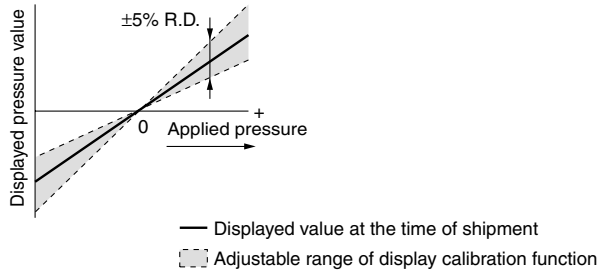 ±5% R.D.
Displayed pressure value
+
0
Applied pressure
Displayed value at the time of shipment
Adjustable range of display calibration function